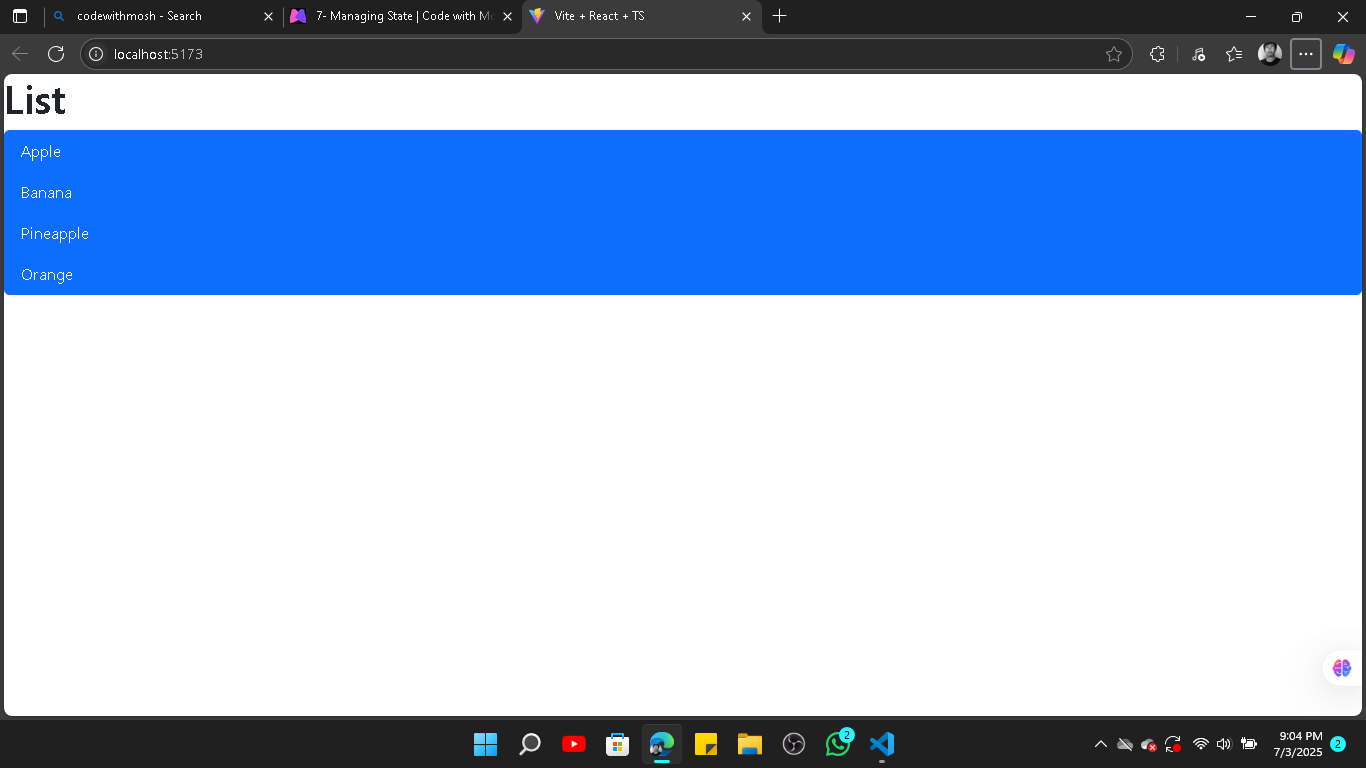 codewithmosh - Search
7- Managing State | Code with Mo
Vite + React + TS
localhost:5173
List
Apple
Banana
Pineapple
Orange
2
9:04 PM
7/3/2025
2